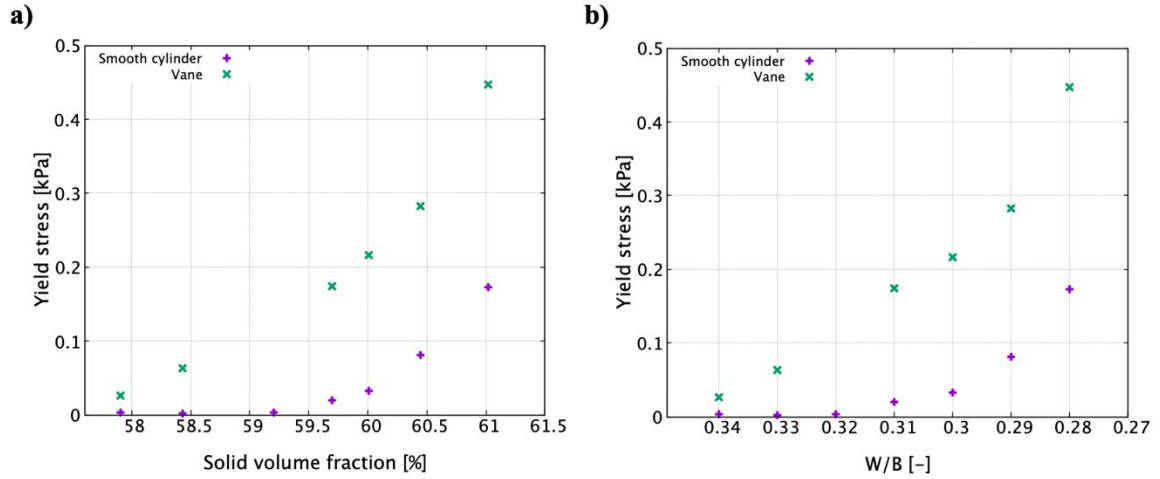 a)
0.5
Smooth cylinder
Vane
0.4
0.3
0.2
0.1
0
Yield stress [kPa]
58 58.5 59 59.5 60 60.5 61 61.5
Solid volume fraction [%]
b)
0.5
Smooth cylinder
Vane
0.4
0.3
0.2
0.1
0
Yield stress [kPa]
0.34 0.33 0.32 0.31 0.3 0.29 0.28 0.27
W/B [-]